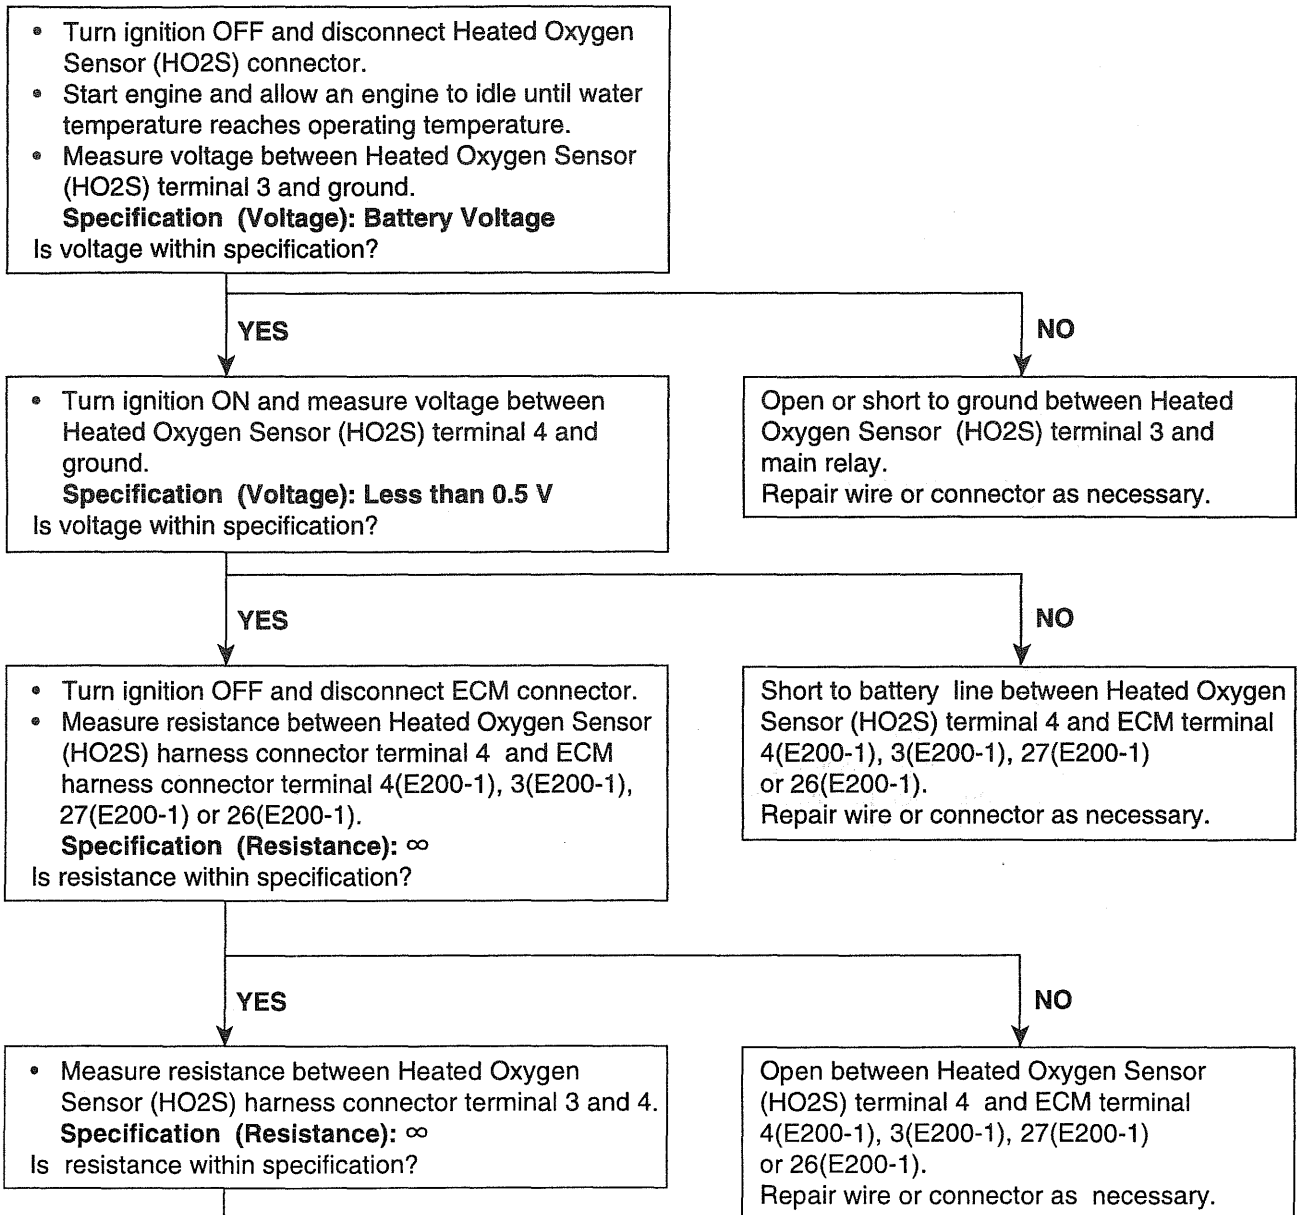 • Turn ignition OFF and disconnect Heated Oxygen
Sensor (HO2S) connector.
• Start engine and allow an engine to idle until water
temperature reaches operating temperature.
• Measure voltage between Heated Oxygen Sensor
(HO2S) terminal 3 and ground.
Specification (Voltage): Battery Voltage
Is voltage within specification?
YES
NO
• Turn ignition ON and measure voltage between
Heated Oxygen Sensor (HO2S) terminal 4 and
ground.
Specification (Voltage): Less than 0.5 V
Is voltage within specification?
Open or short to ground between Heated
Oxygen Sensor (HO2S) terminal 3 and
main relay.
Repair wire or connector as necessary.
YES
NO
• Turn ignition OFF and disconnect ECM connector.
• Measure resistance between Heated Oxygen Sensor
(HO2S) harness connector terminal 4 and ECM
harness connector terminal 4(E200-1), 3(E200-1),
27(E200-1) or 26(E200-1).
Specification (Resistance): ∞
Is resistance within specification?
Short to battery line between Heated Oxygen
Sensor (HO2S) terminal 4 and ECM terminal
4(E200-1), 3(E200-1), 27(E200-1)
or 26(E200-1).
Repair wire or connector as necessary.
YES
NO
• Measure resistance between Heated Oxygen
Sensor (HO2S) harness connector terminal 3 and 4.
Specification (Resistance): ∞
Is resistance within specification?
Open between Heated Oxygen Sensor
(HO2S) terminal 4 and ECM terminal
4(E200-1), 3(E200-1), 27(E200-1)
or 26(E200-1).
Repair wire or connector as necessary.